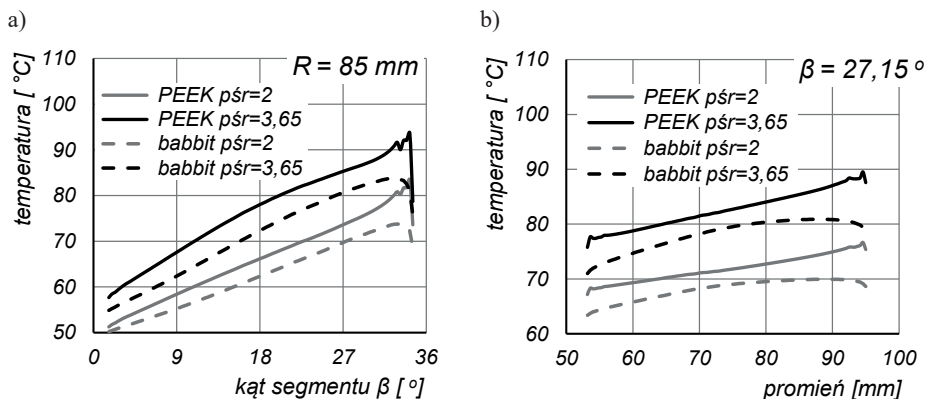 a)
temperatura [ °C]
110
100
90
80
70
60
50
R = 85 mm
PEEK pśr=2
PEEK pśr=3,65
babbit pśr=2
babbit pśr=3,65
0 9 18 27 36
kąt segmentu β [ º]
b)
temperatura [ °C]
110
100
90
80
70
60
β = 27,15 º
PEEK pśr=2
PEEK pśr=3,65
babbit pśr=2
babbit pśr=3,65
50 60 70 80 90 100
promień [mm]